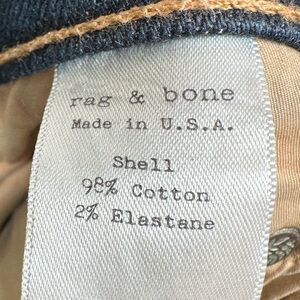 rag & bone
Made in U.S.A.
Shell
98% Cotton
2% Elastane